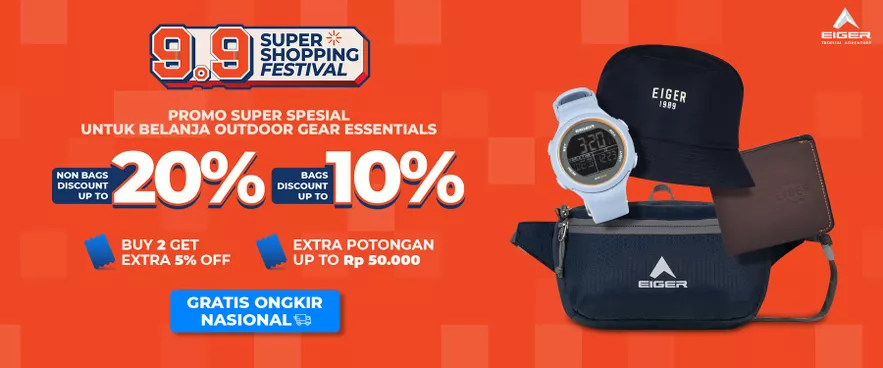 9.9 SUPER
SHOPPING
FESTIVAL
EIGER
TROPICAL ADVENTURE
PROMO SUPER SPESIAL
UNTUK BELANJA OUTDOOR GEAR ESSENTIALS
NON BAGS
DISCOUNT
UP TO
20%
BAGS
DISCOUNT
UP TO
10%
BUY 2 GET
EXTRA 5% OFF
EXTRA POTONGAN
UP TO Rp 50.000
GRATIS ONGKIR
NASIONAL
EIGER
1989
3:20
EIGER